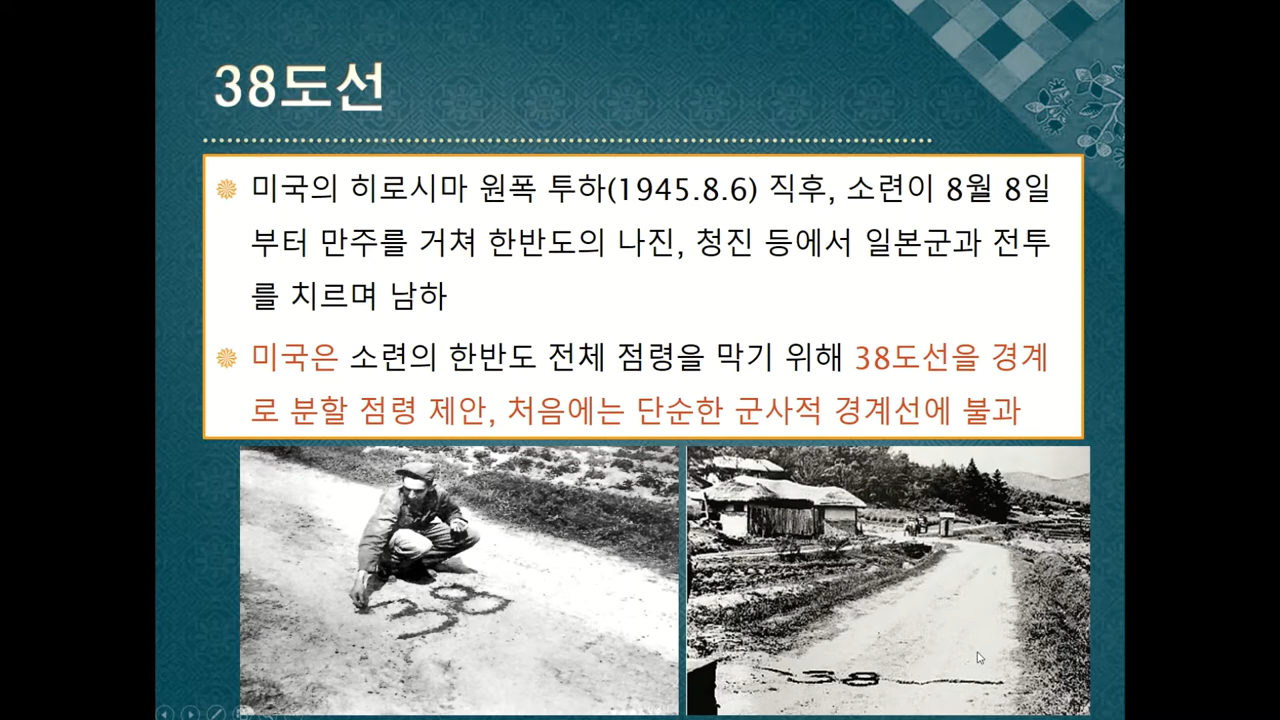 38도선
미국의 히로시마 원폭 투하(1945.8.6) 직후, 소련이 8월 8일
부터 만주를 거쳐 한반도의 나진, 청진 등에서 일본군과 전투
를 치르며 남하
미국은 소련의 한반도 전체 점령을 막기 위해 38도선을 경계
로 분할 점령 제안, 처음에는 단순한 군사적 경계선에 불과
38
38